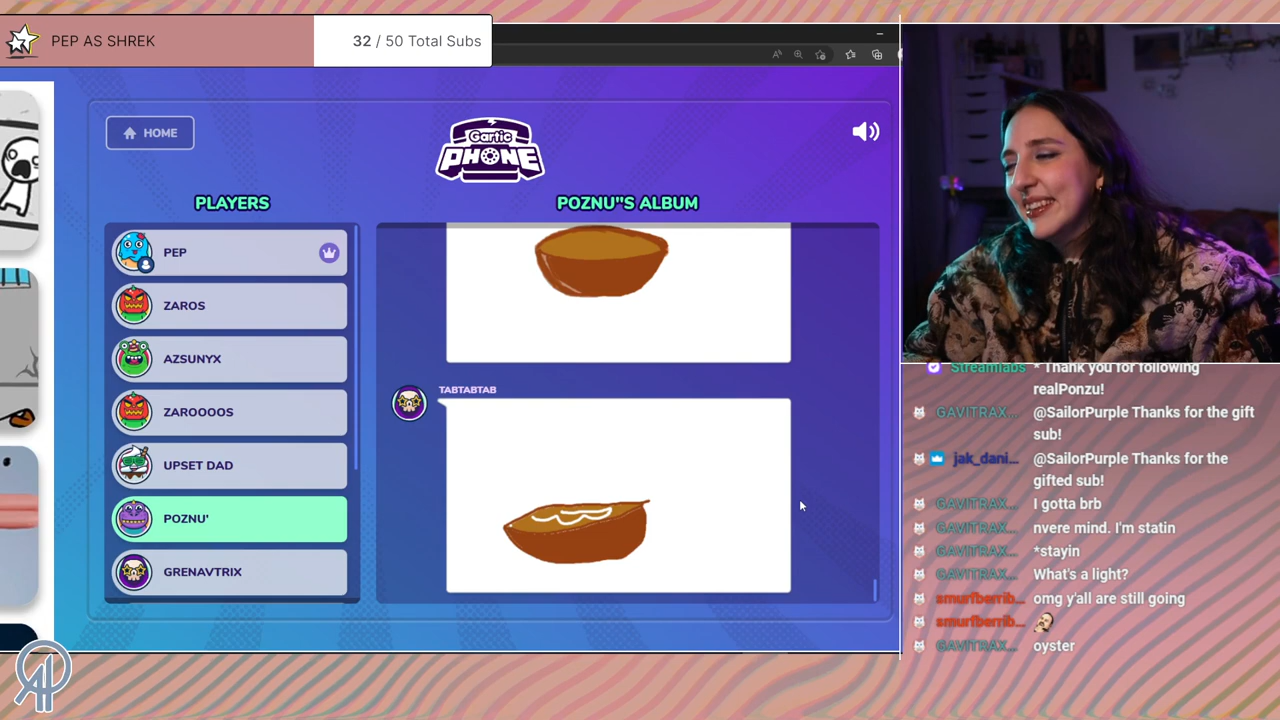 PEP AS SHREK
32 / 50 Total Subs
HOME
Gartic
PHONE
PLAYERS
POZNU"S ALBUM
PEP
ZAROS
AZSUNYX
ZAROOOOS
UPSET DAD
POZNU'
GRENAVTRIX
TABTABTAB
Streamlabs * Thank you for following
realPonzu!
GAVITRAX... @SailorPurple Thanks for the gift
sub!
jak_dani... @SailorPurple Thanks for the
gifted sub!
GAVITRAX... I gotta brb
GAVITRAX... nvere mind. I'm statin
GAVITRAX... *stayin
GAVITRAX... What's a light?
smurfberrib... omg y'all are still going
smurfberrib...
GAVITRAX... oyster